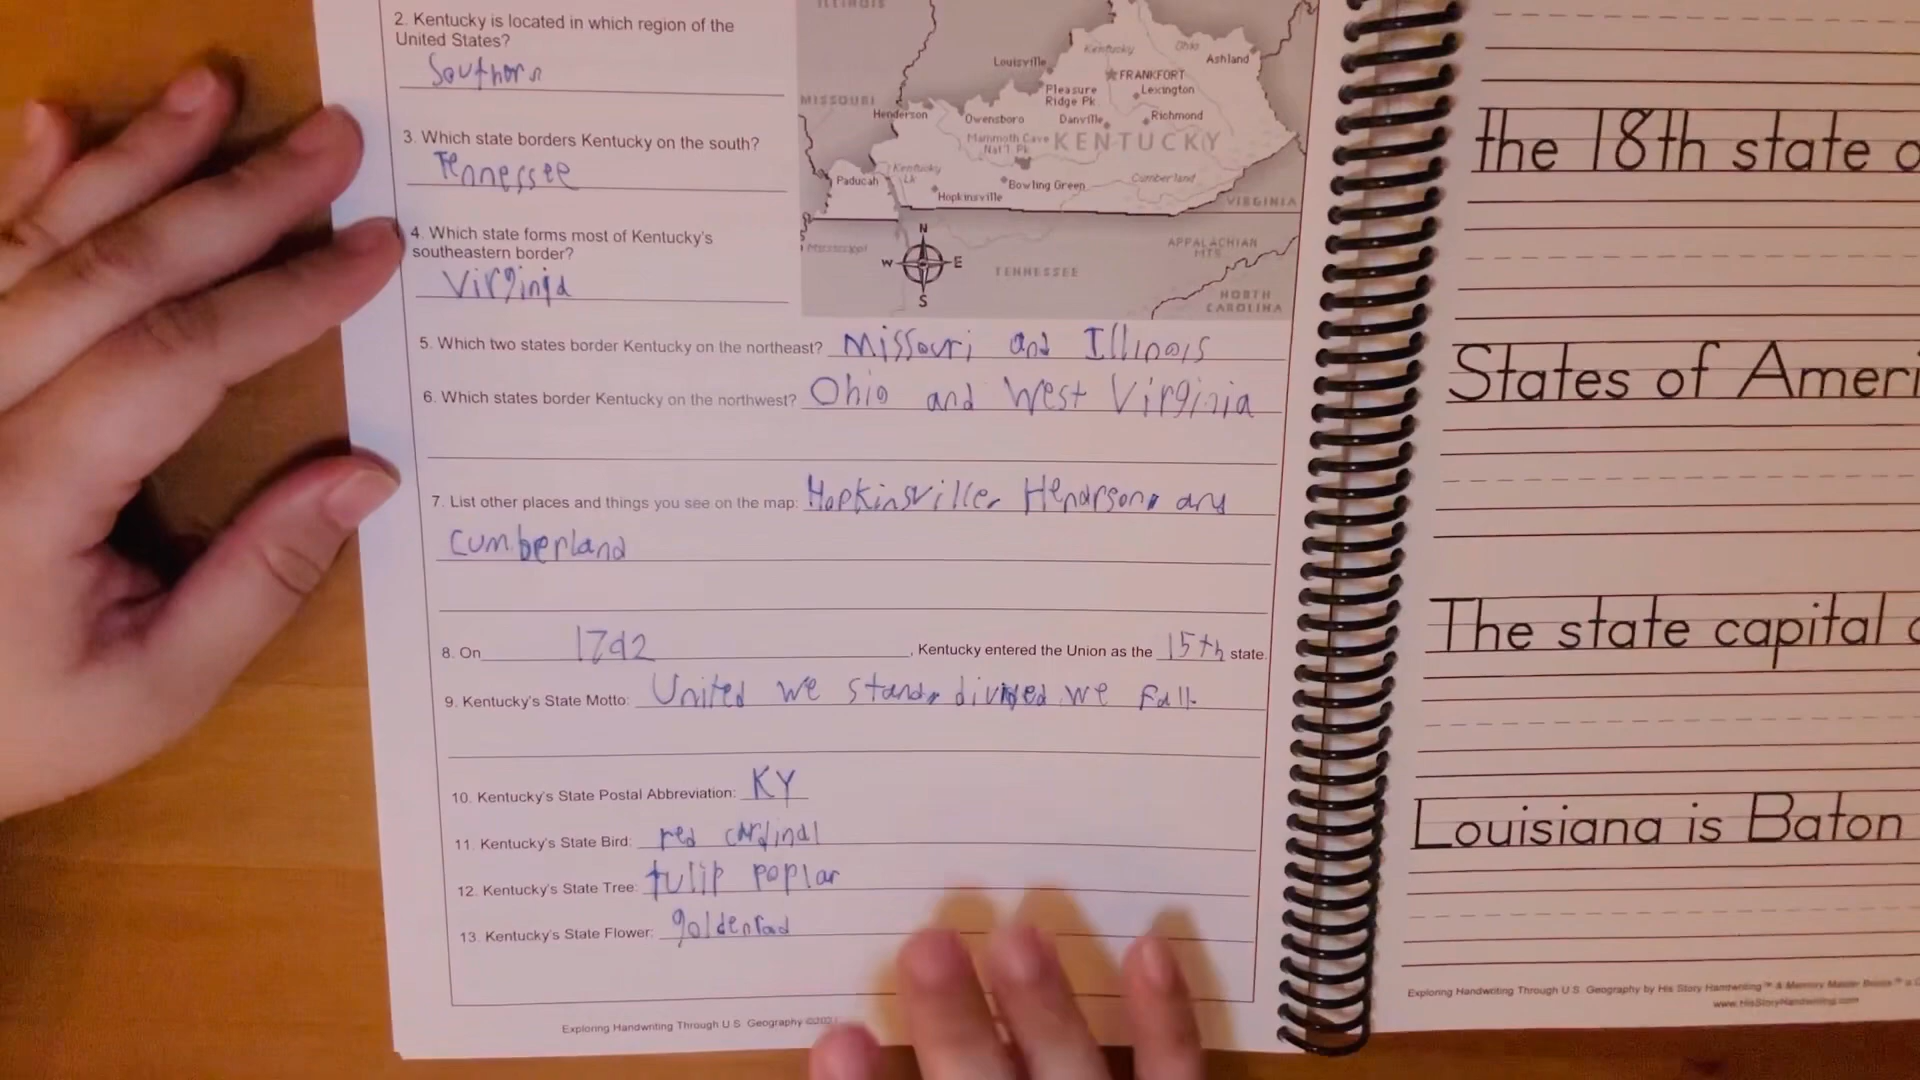 ILLINOIS
2. Kentucky is located in which region of the
United States?
Southorn
3. Which state borders Kentucky on the south?
Tennessee
4. Which state forms most of Kentucky's
southeastern border?
Virginia
Kentucky
Ohio
Ashland
Louisville
FRANKFORT
Pleasure
Ridge Pk.
Lexington
MISSOURI
Henderson
Owensboro
Danville
Richmond
Mammoth Cave
Nat'l. Pk.
KENTUCKY
Kentucky
Lk
Paducah
Bowling Green
Cumberland
Hopkinsville
VIRGINIA
N
Mississippi
W
E
S
TENNESSEE
APPALACHIAN
MTS
NORTH
CAROLINA
5. Which two states border Kentucky on the northeast? Missouri and Illinois
6. Which states border Kentucky on the northwest? Ohio and West Virginia
7. List other places and things you see on the map: Hopkinsville, Henarson, and
Cumberland
8. On 1792, Kentucky entered the Union as the 15th state.
9. Kentucky's State Motto: United we stand, divided we fall.
10. Kentucky's State Postal Abbreviation: KY
11. Kentucky's State Bird: red cardinal
12. Kentucky's State Tree: tulip poplar
13. Kentucky's State Flower: goldenrod
Exploring Handwriting Through U.S. Geography
the 18th state o
States of Ameri
The state capital
Louisiana is Baton
Exploring Handwriting Through U.S. Geography by His Story Handwriting™ & Memory Master Books™
www.HisStoryHandwriting.com